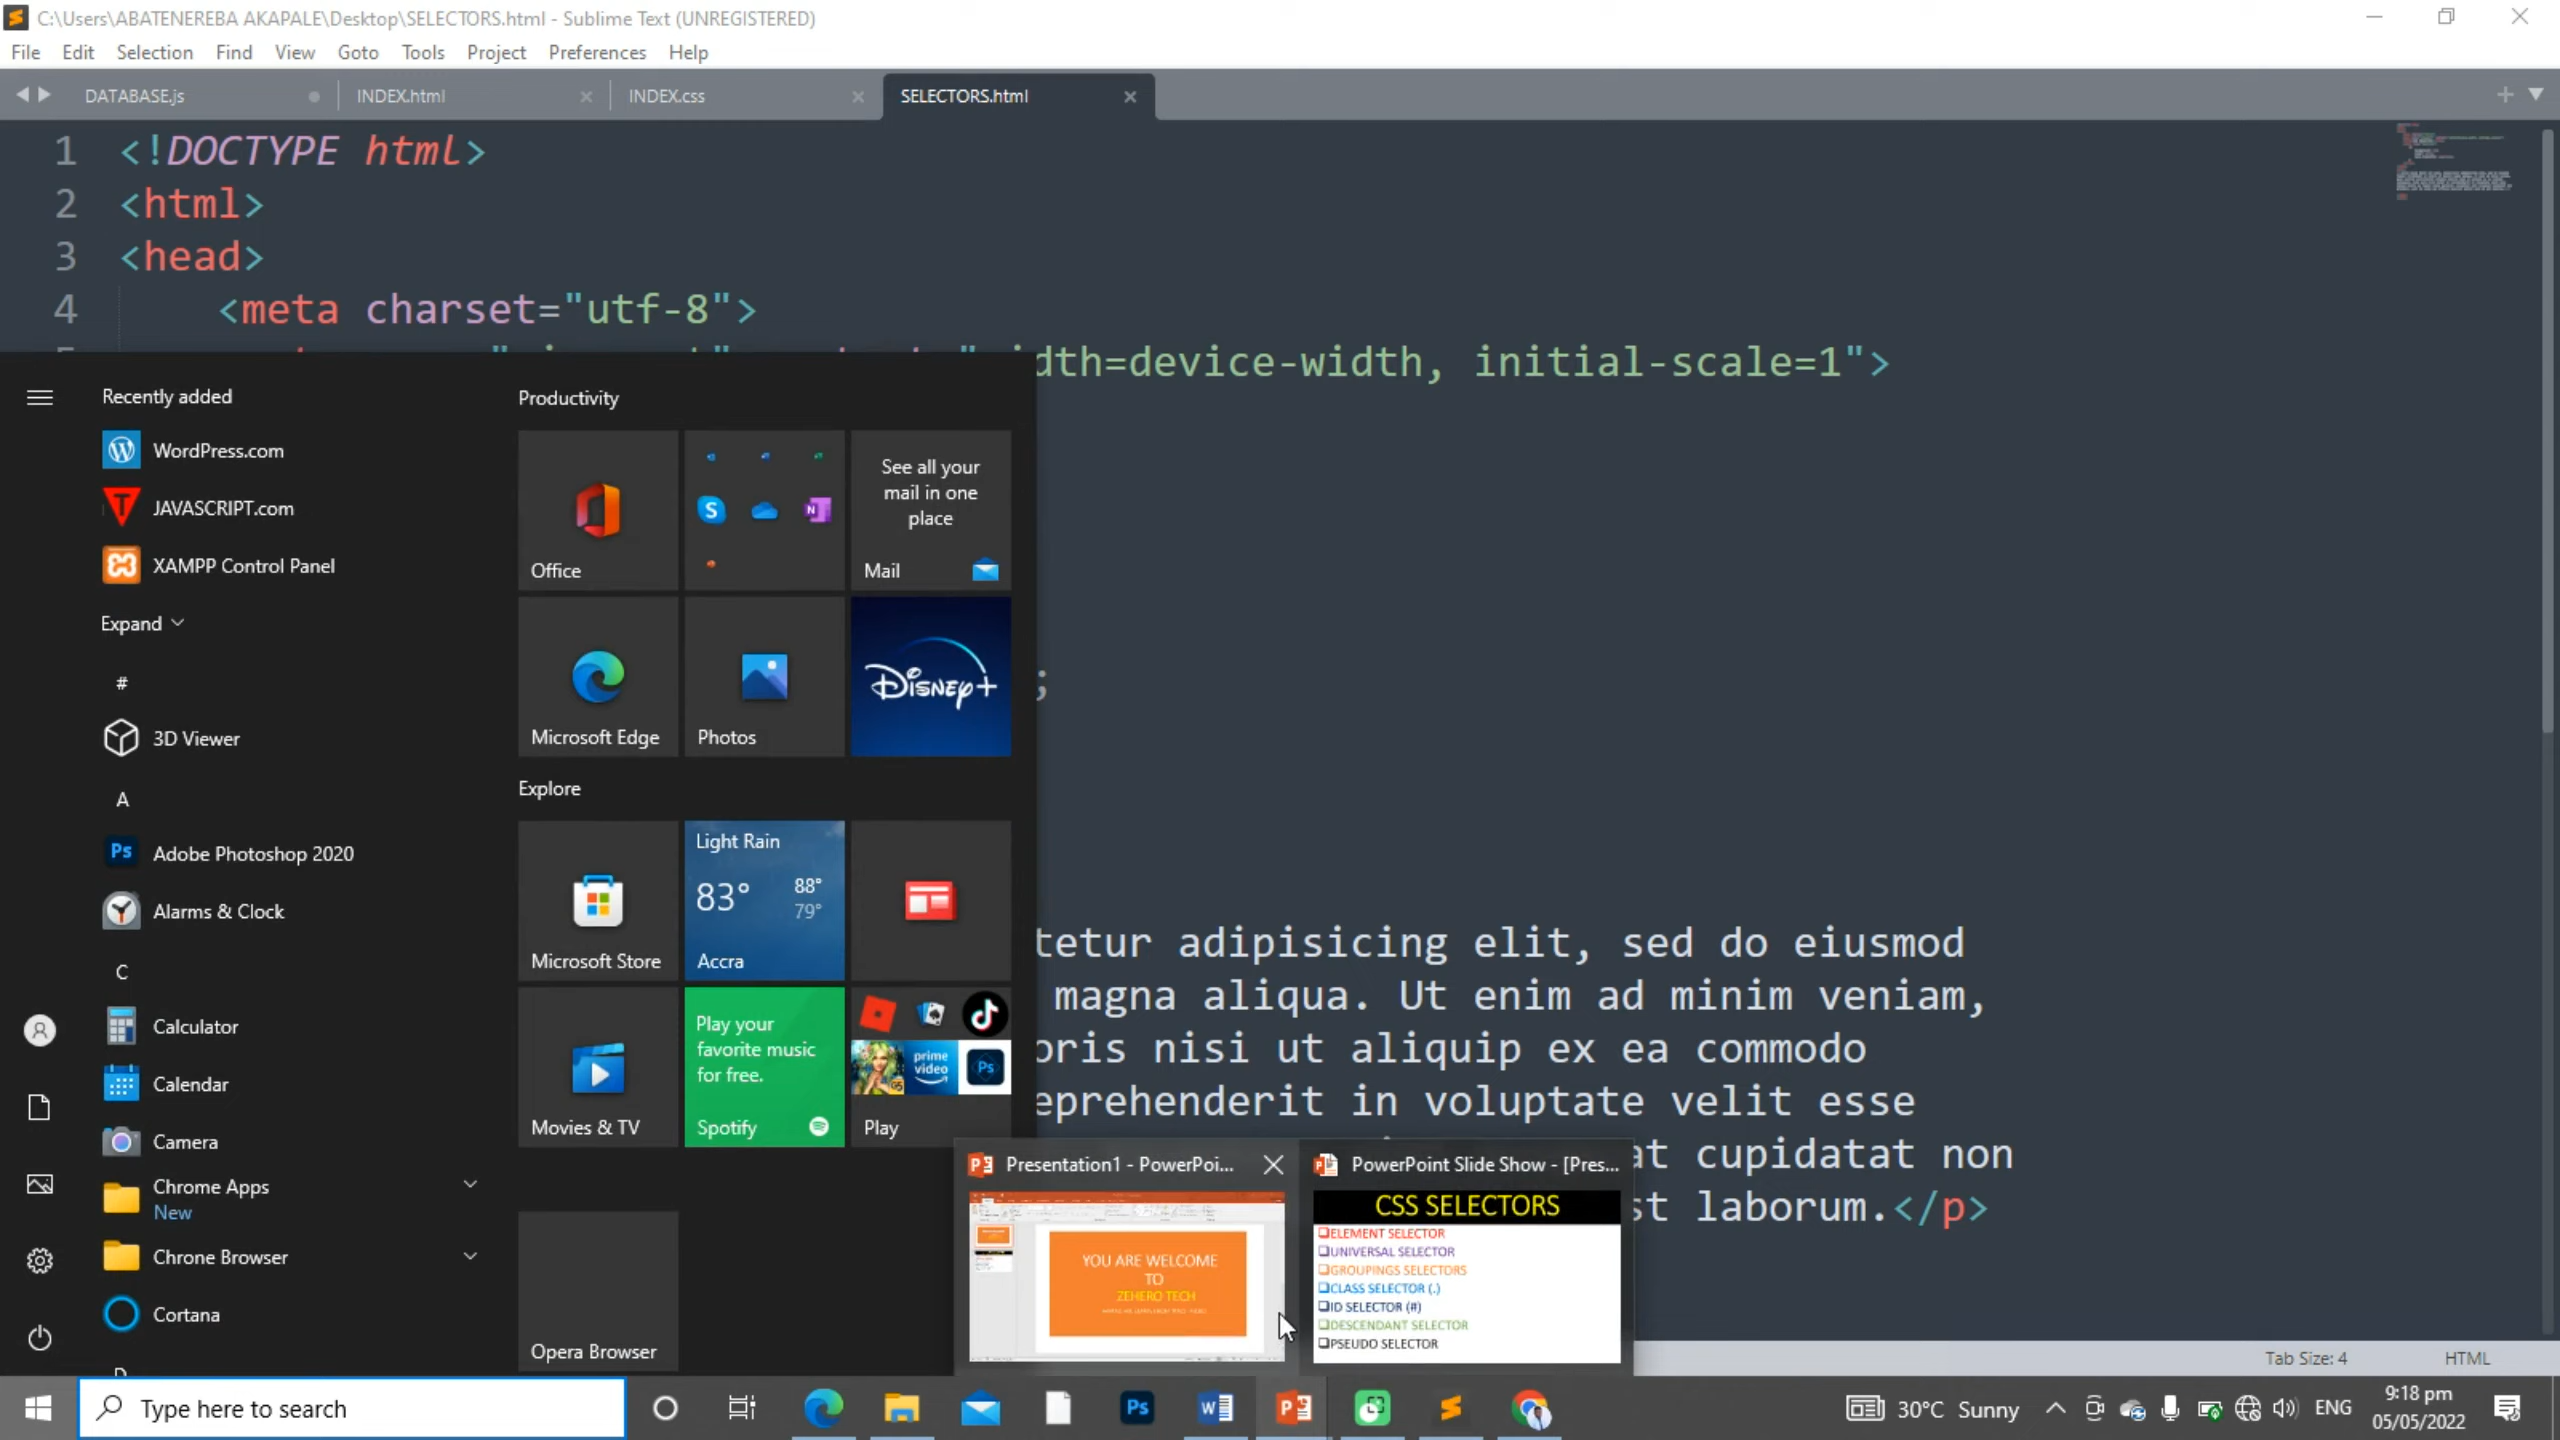 C:\Users\ABATENEREBA AKAPALE\Desktop\SELECTORS.html - Sublime Text (UNREGISTERED)
File Edit Selection Find View Goto Tools Project Preferences Help
DATABASE.js INDEX.html INDEX.css SELECTORS.html
1 <!DOCTYPE html>
2 <html>
3 <head>
4 <meta charset="utf-8">
dth=device-width, initial-scale=1">
;
tetur adipisicing elit, sed do eiusmod
magna aliqua. Ut enim ad minim veniam,
oris nisi ut aliquip ex ea commodo
eprehenderit in voluptate velit esse
at cupidatat non
st laborum.</p>
Recently added
WordPress.com
JAVASCRIPT.com
XAMPP Control Panel
Expand
#
3D Viewer
A
Adobe Photoshop 2020
Alarms & Clock
C
Calculator
Calendar
Camera
Chrome Apps
New
Chrone Browser
Cortana
Productivity
Office
See all your
mail in one
place
Mail
Microsoft Edge
Photos
Disney+
Explore
Microsoft Store
Light Rain
83°
88°
79°
Accra
Movies & TV
Play your
favorite music
for free.
Spotify
prime
video
Ps
Play
Opera Browser
Presentation1 - PowerPoi...
YOU ARE WELCOME
TO
ZEHERO TECH
PowerPoint Slide Show - [Pres...
CSS SELECTORS
ELEMENT SELECTOR
UNIVERSAL SELECTOR
GROUPINGS SELECTORS
CLASS SELECTOR (.)
ID SELECTOR (#)
DESCENDANT SELECTOR
PSEUDO SELECTOR
Tab Size: 4 HTML
Type here to search
Ps
30°C Sunny
ENG
9:18 pm
05/05/2022